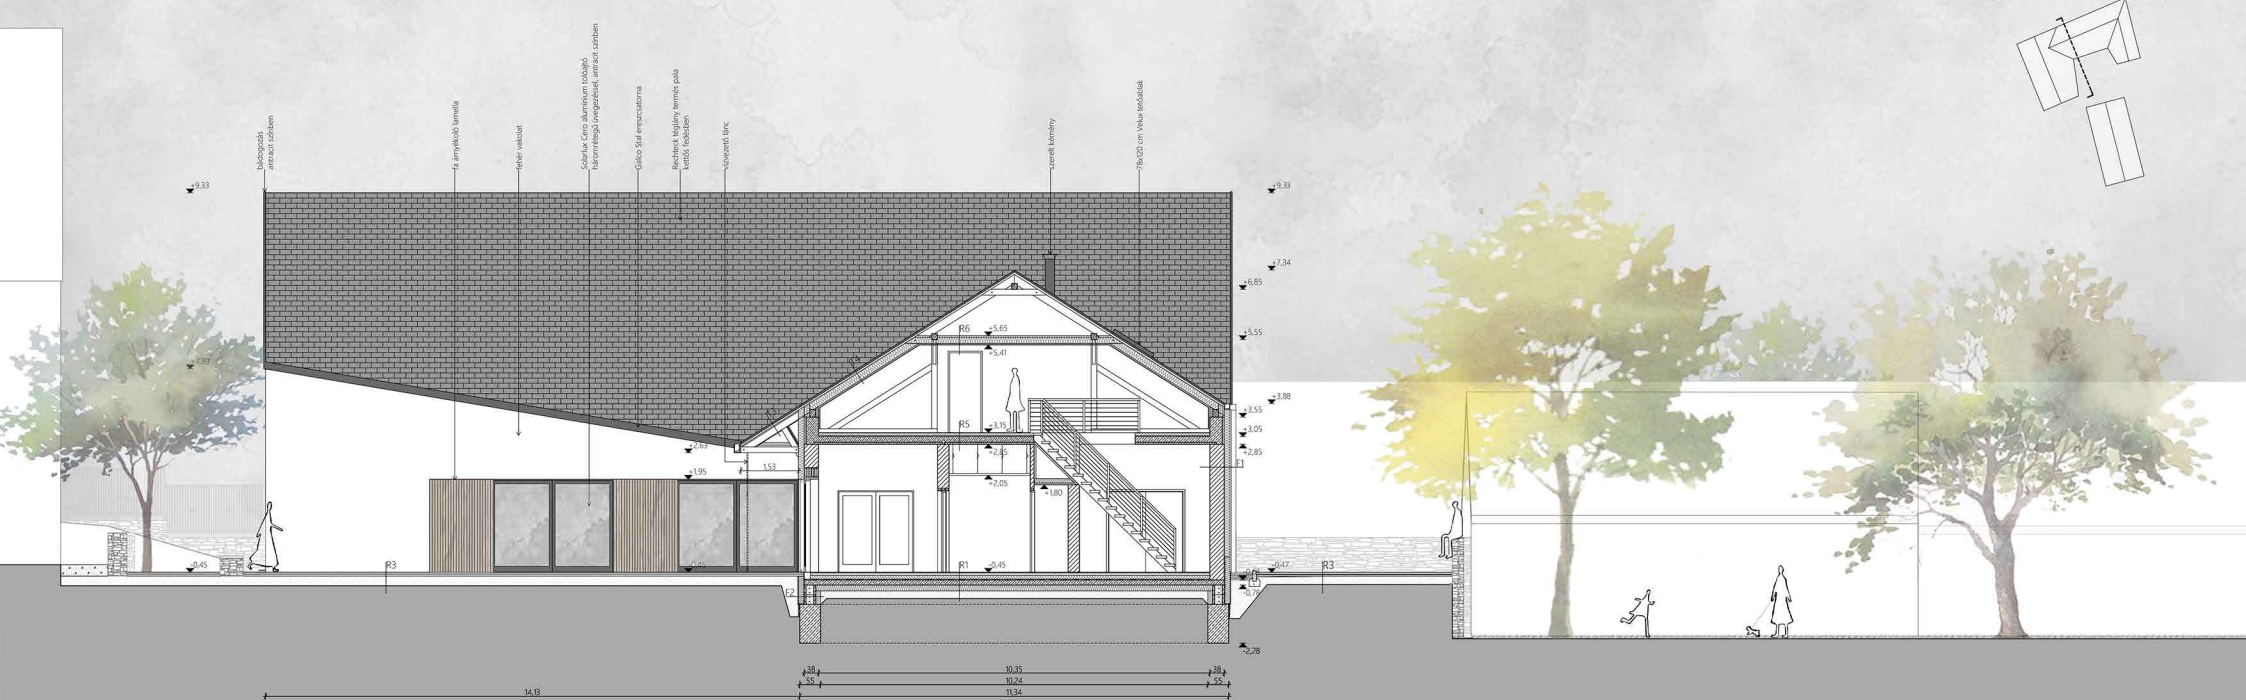 bádogozás
antracit színben
fa árnyékoló lamella
fehér vakolat
Solarlux Cero alumínium tolóajtó
háromrétegű üvegezéssel, antracit színben
Galco Stal ereszcsatorna
Rechteck téglány termés pala
kettős fedésben
vízvezető lánc
szerelt kémény
78x120 cm Velux tetőablak
+9,33
+9,33
+7,34
+6,85
+5,55
+4,89
R6
+5,65
+5,41
+3,88
+3,55
+3,15
+3,05
R5
+2,85
+2,85
+2,83
1,53
F1
+1,95
+2,05
+1,80
-0,45
R3
-0,45
R1
-0,45
-0,47
R3
-0,78
F2
-2,28
38
10,35
38
55
10,24
55
14,13
11,34